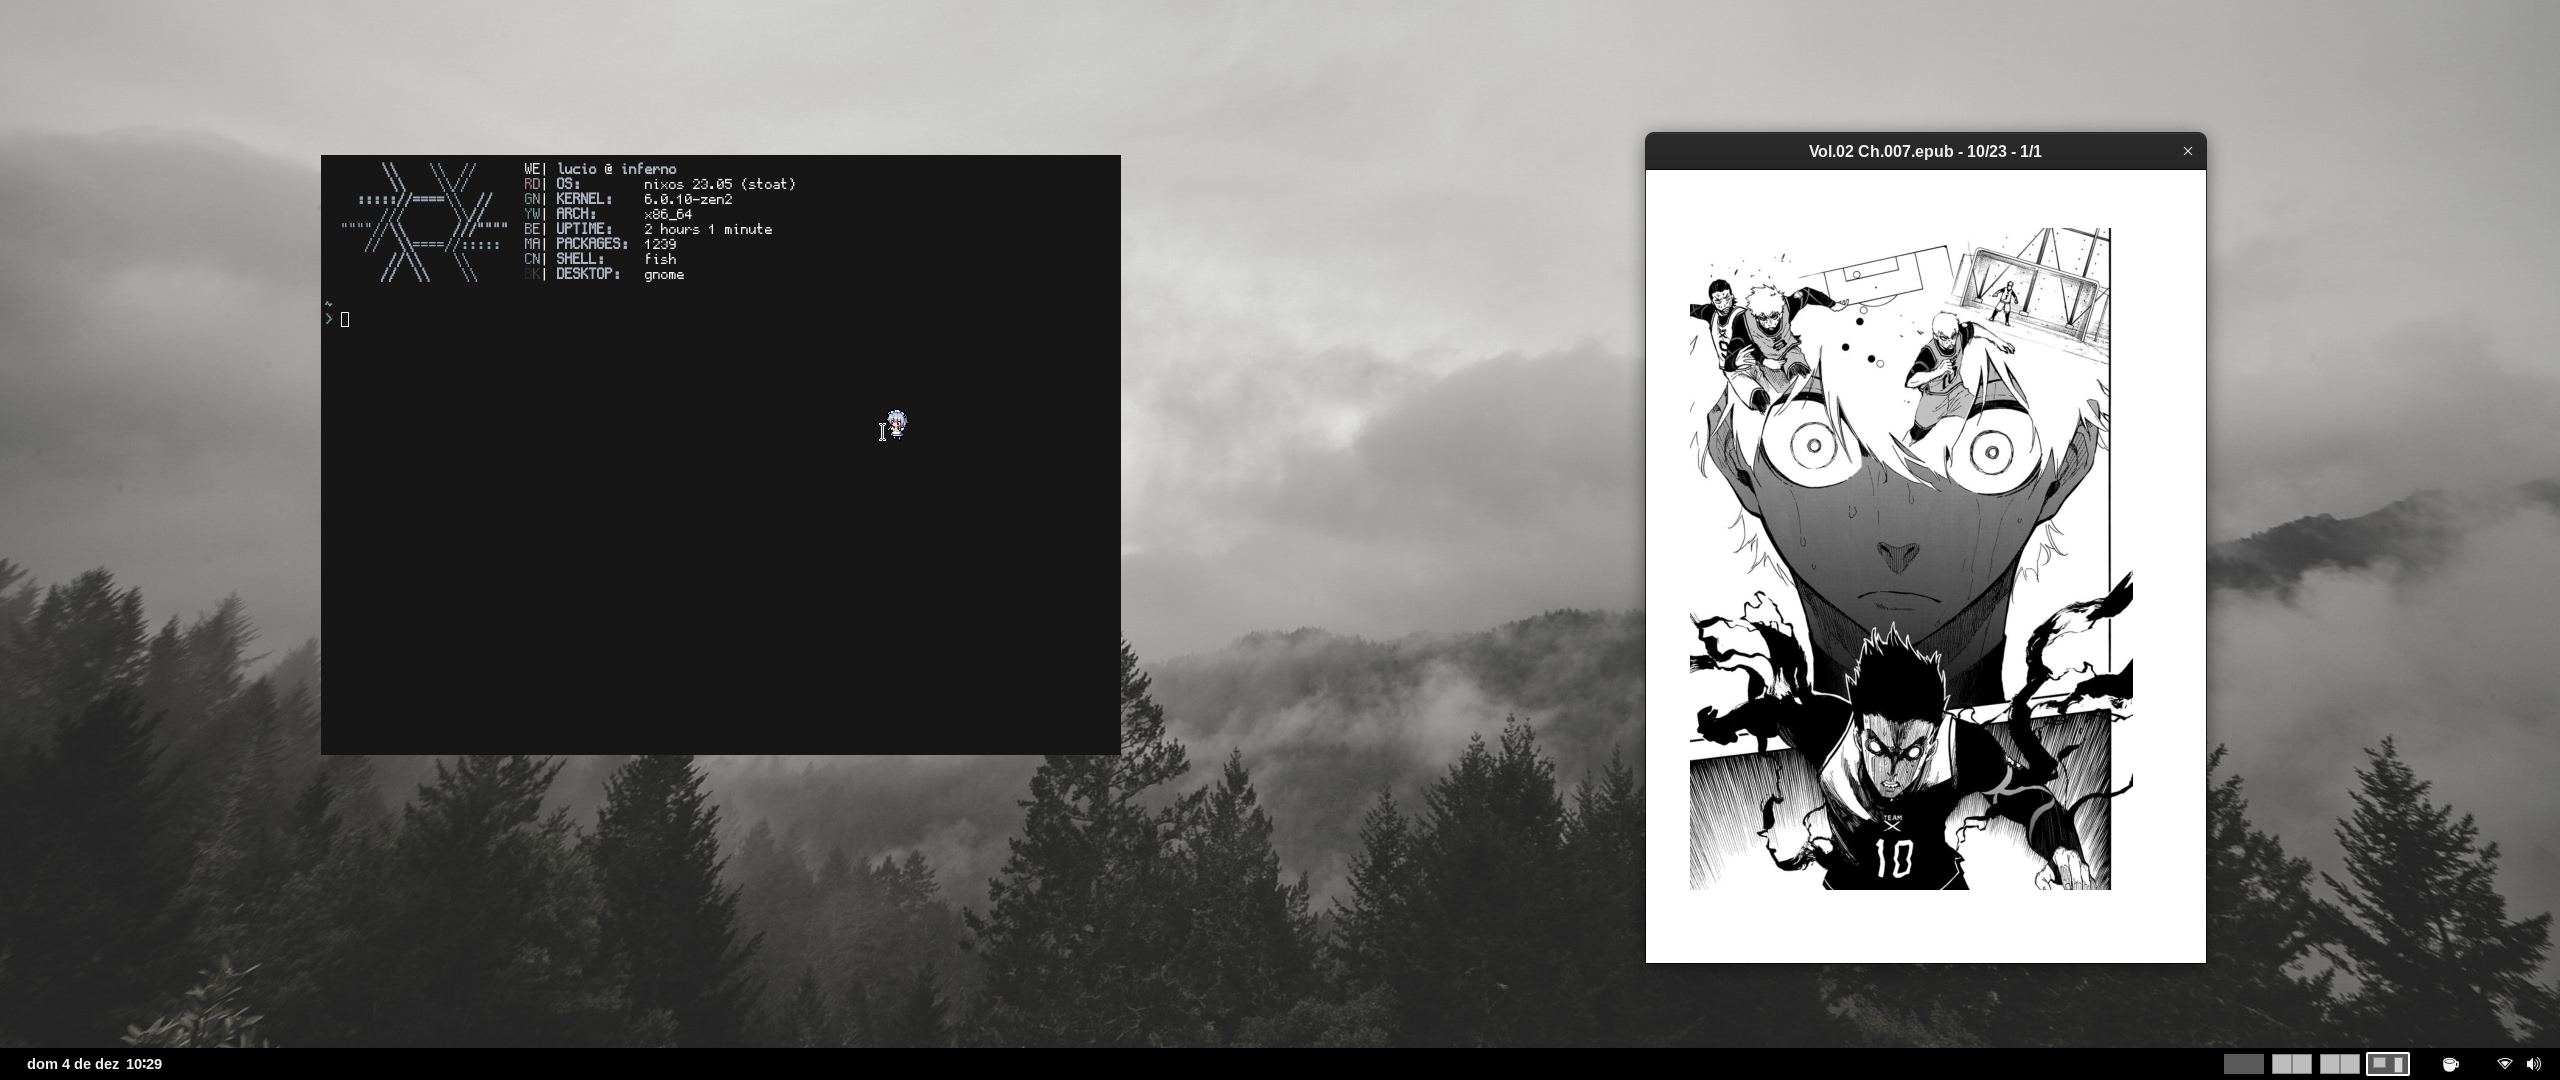 WE| lucio @ inferno
RD| OS: nixos 23.05 (stoat)
GN| KERNEL: 6.0.10-zen2
YW| ARCH: x86_64
BE| UPTIME: 2 hours 1 minute
MA| PACKAGES: 1239
CN| SHELL: fish
BK| DESKTOP: gnome
~
>
Vol.02 Ch.007.epub - 10/23 - 1/1
TEAM
X
10
dom 4 de dez 10:29